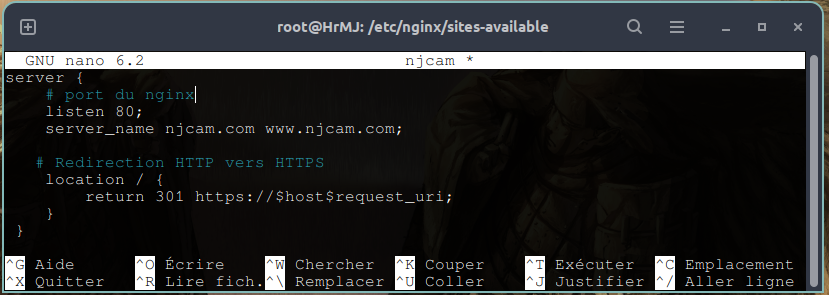 root@HrMJ: /etc/nginx/sites-available
GNU nano 6.2 njcam *
server {
# port du nginx
listen 80;
server_name njcam.com www.njcam.com;
# Redirection HTTP vers HTTPS
location / {
return 301 https://$host$request_uri;
}
}
^G Aide ^O Écrire ^W Chercher ^K Couper ^T Exécuter ^C Emplacement
^X Quitter ^R Lire fich. ^\ Remplacer ^U Coller ^J Justifier ^/ Aller ligne